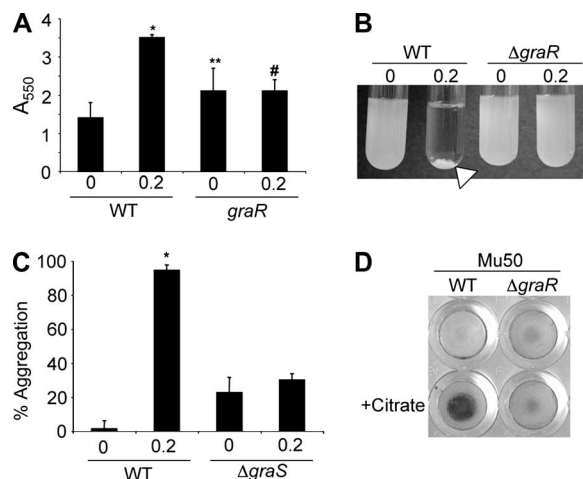 A
A550
4
*
**
#
3
2
1
0
0 0.2 0 0.2
WT graR
B
WT ΔgraR
0 0.2 0 0.2
C
% Aggregation
100
*
80
60
40
20
0
0 0.2 0 0.2
WT ΔgraS
D
Mu50
WT ΔgraR
+Citrate